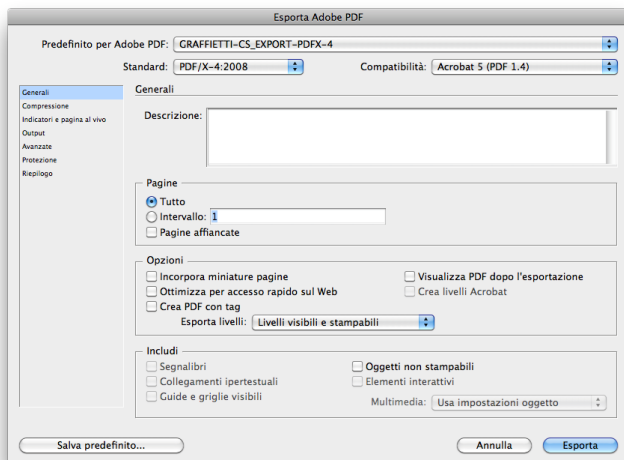 Esporta Adobe PDF
Predefinito per Adobe PDF: GRAFFIETTI-CS_EXPORT-PDFX-4
Standard: PDF/X-4:2008 Compatibilità: Acrobat 5 (PDF 1.4)
Generali
Compressione
Indicatori e pagina al vivo
Output
Avanzate
Protezione
Riepilogo
Generali
Descrizione:
Pagine
Tutto
Intervallo: 1
Pagine affiancate
Opzioni
Incorpora miniature pagine
Visualizza PDF dopo l'esportazione
Ottimizza per accesso rapido sul Web
Crea livelli Acrobat
Crea PDF con tag
Esporta livelli: Livelli visibili e stampabili
Includi
Segnalibri
Oggetti non stampabili
Collegamenti ipertestuali
Elementi interattivi
Guide e griglie visibili
Multimedia: Usa impostazioni oggetto
Salva predefinito...
Annulla
Esporta